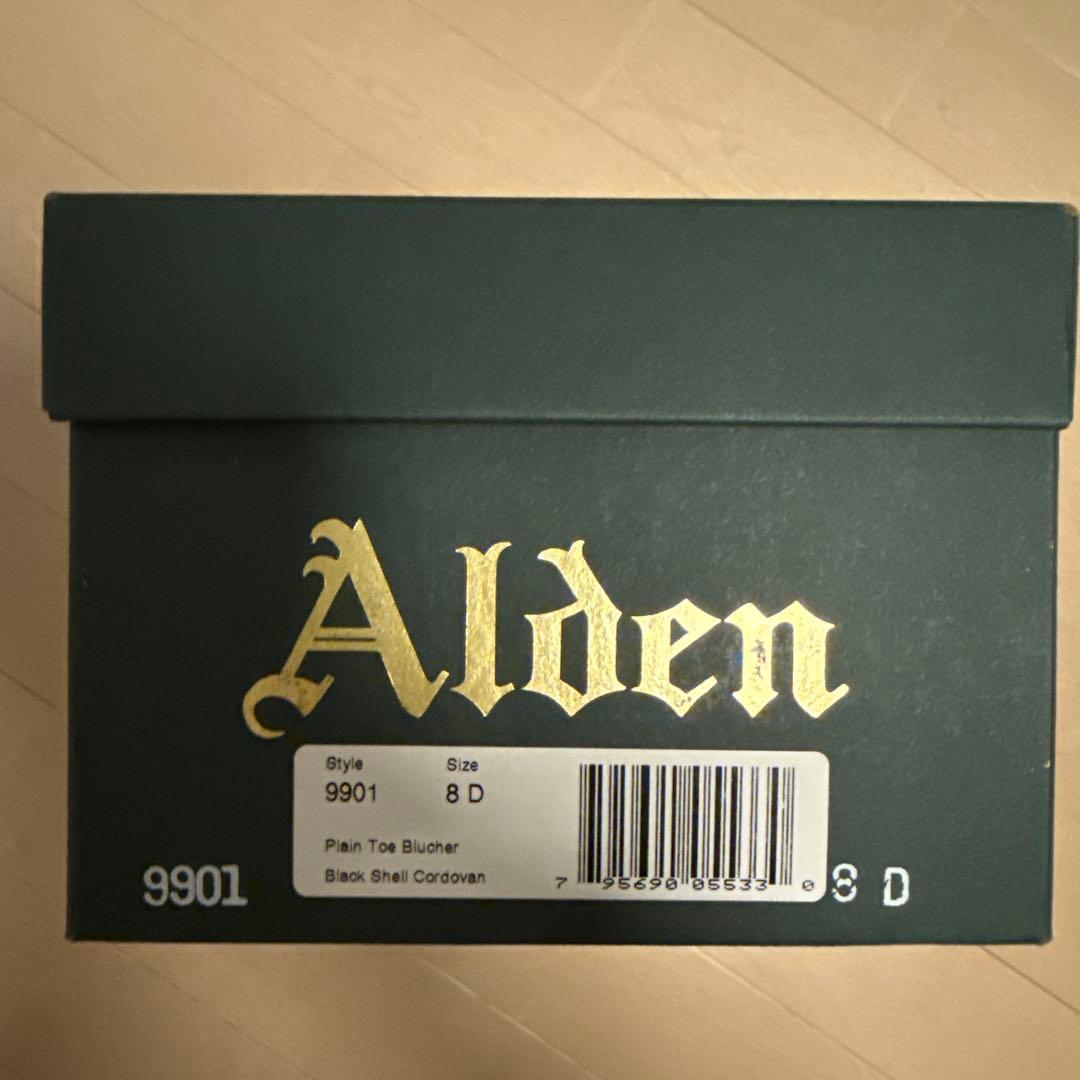 Alden
Style Size
9901 8 D
Plain Toe Blucher
Black Shell Cordovan
7 95690 05533 0
9901 8 D